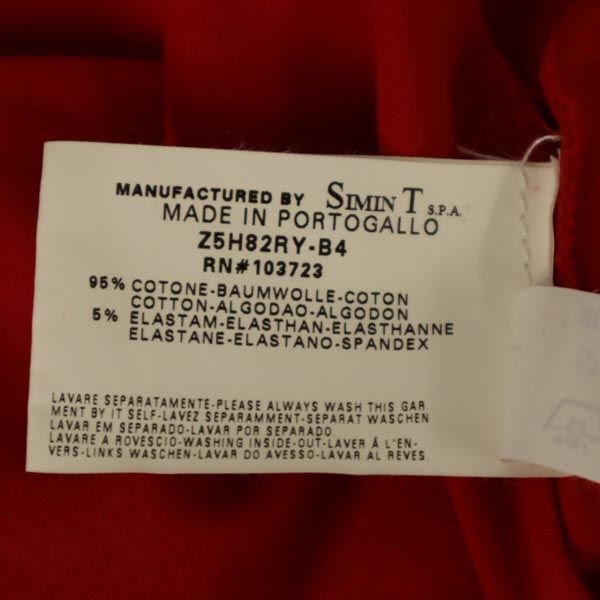 MANUFACTURED BY SIMIN T S.P.A.
MADE IN PORTOGALLO
Z5H82RY-B4
RN#103723
95% COTONE-BAUMWOLLE-COTON
COTTON-ALGODAO-ALGODON
5% ELASTAM-ELASTHAN-ELASTHANNE
ELASTANE-ELASTANO-SPANDEX
LAVARE SEPARATAMENTE-PLEASE ALWAYS WASH THIS GAR
MENT BY IT SELF-LAVEZ SEPARAMMENT-SEPARAT WASCHEN
LAVAR EM SEPARADO-LAVAR POR SEPARADO
LAVARE A ROVESCIO-WASHING INSIDE-OUT-LAVER Á L'EN-
VERS-LINKS WASCHEN-LAVAR DO AVESSO-LAVAR AL REVES.